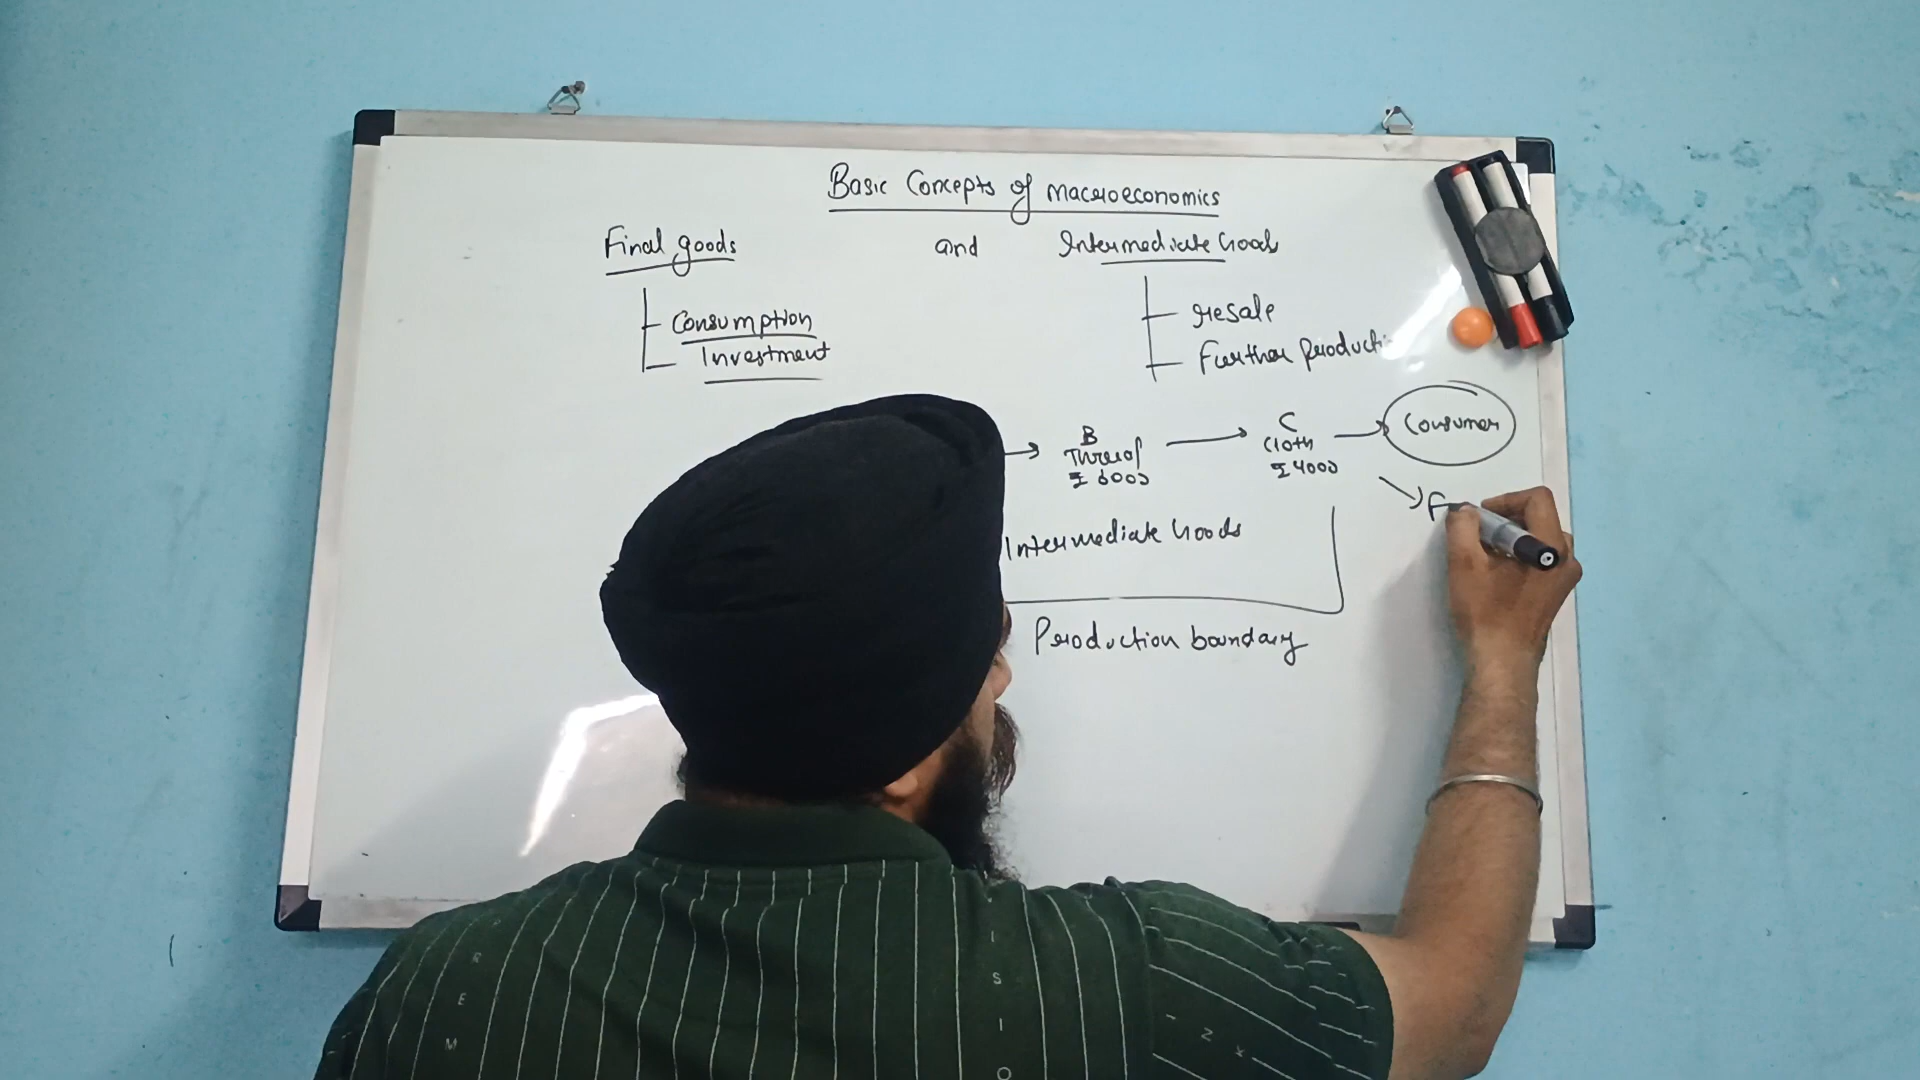 Basic Concepts of macroeconomics
Final goods and Intermediate Goods
Consumption
Investment
resale
Further producti
B
Thread
₹ 6000
C
Cloth
₹ 4000
Consumer
F
Intermediate Goods
Production boundary
R
E
M
I
S
I
O
Z
X